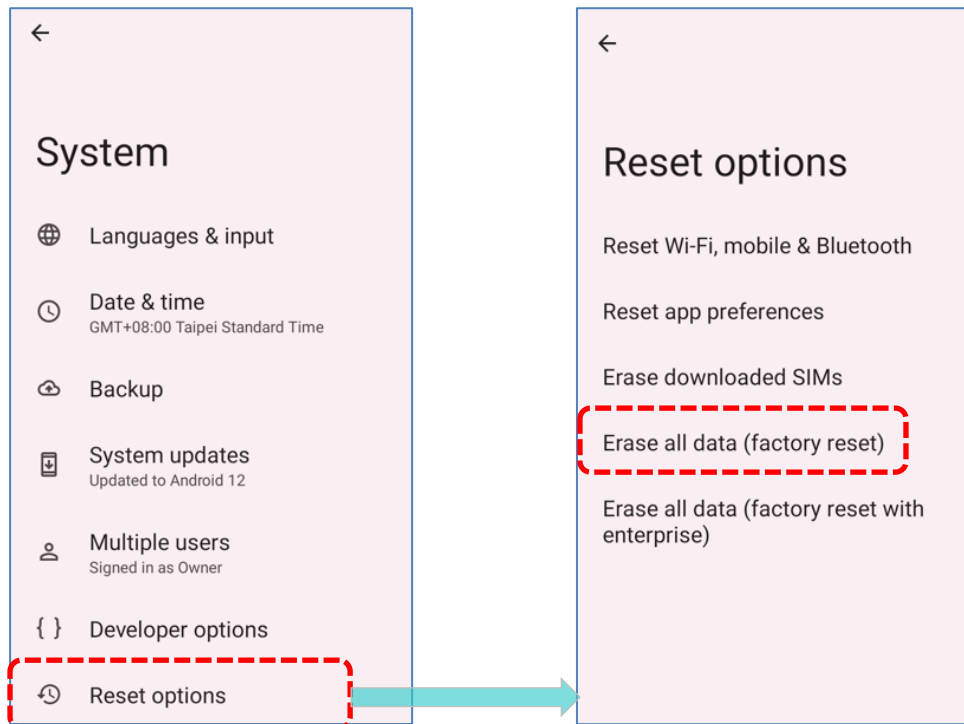 System
Languages & input
Date & time
GMT+08:00 Taipei Standard Time
Backup
System updates
Updated to Android 12
Multiple users
Signed in as Owner
Developer options
Reset options
Reset options
Reset Wi-Fi, mobile & Bluetooth
Reset app preferences
Erase downloaded SIMs
Erase all data (factory reset)
Erase all data (factory reset with
enterprise)